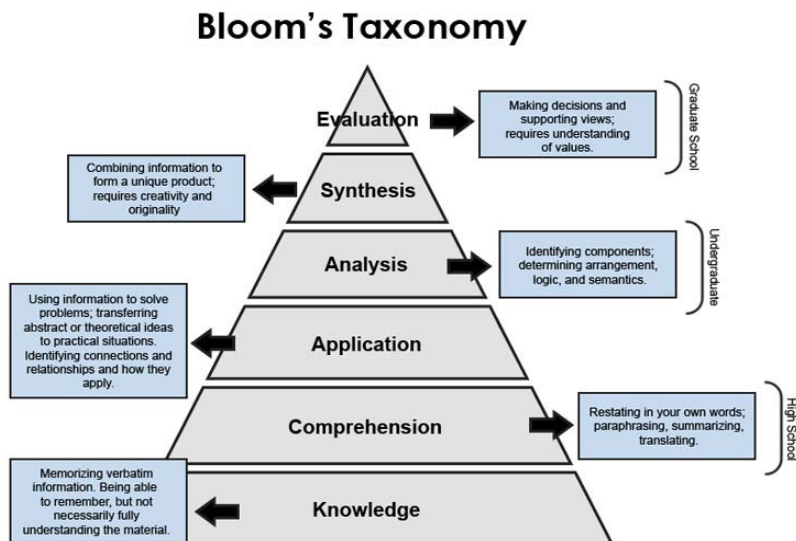 Bloom's Taxonomy
Evaluation
Making decisions and
supporting views;
requires understanding
of values.
Graduate School
Combining information to
form a unique product;
requires creativity and
originality
Synthesis
Analysis
Identifying components;
determining arrangement,
logic, and semantics.
Undergraduate
Using information to solve
problems; transferring
abstract or theoretical ideas
to practical situations.
Identifying connections and
relationships and how they
apply.
Application
Comprehension
Restating in your own words;
paraphrasing, summarizing,
translating.
High School
Memorizing verbatim
information. Being able
to remember, but not
necessarily fully
understanding the material.
Knowledge